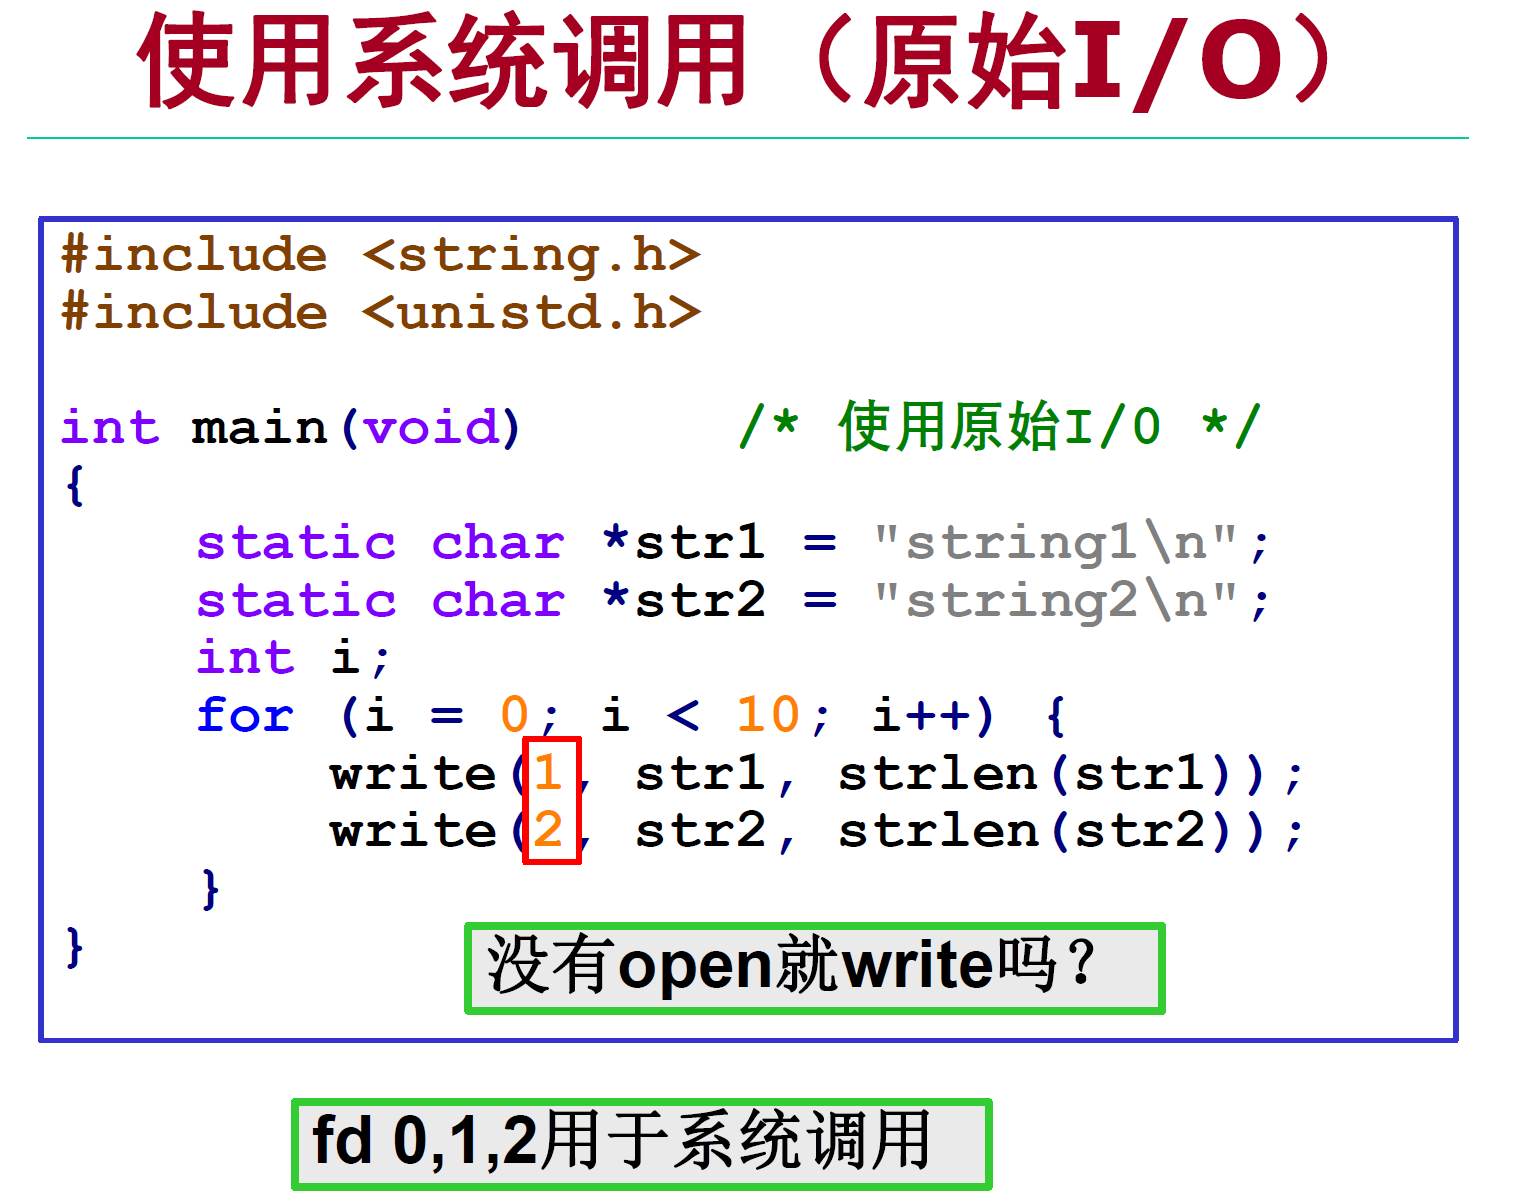 使用系统调用（原始I/O）
#include <string.h>
#include <unistd.h>
int main(void) /* 使用原始I/O */
{
static char *str1 = "string1\n";
static char *str2 = "string2\n";
int i;
for (i = 0; i < 10; i++) {
write(1, str1, strlen(str1));
write(2, str2, strlen(str2));
}
}
没有open就write吗？
fd 0,1,2用于系统调用